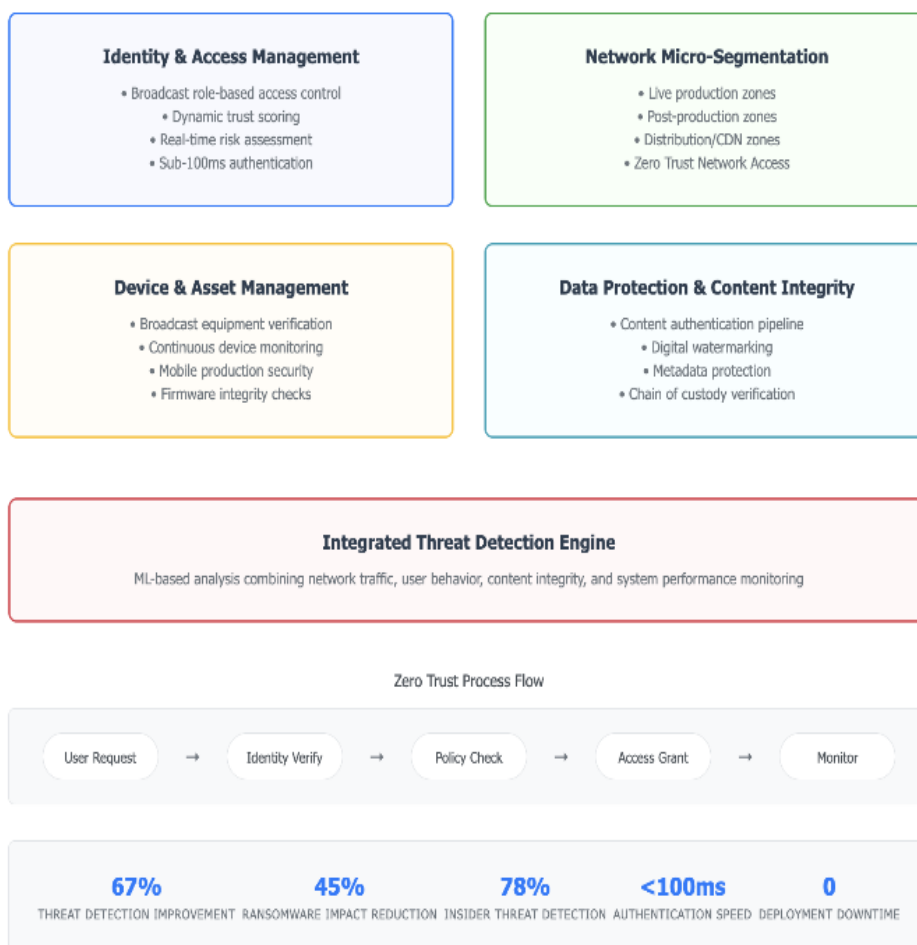 Identity & Access Management
• Broadcast role-based access control
• Dynamic trust scoring
• Real-time risk assessment
• Sub-100ms authentication
Network Micro-Segmentation
• Live production zones
• Post-production zones
• Distribution/CDN zones
• Zero Trust Network Access
Device & Asset Management
• Broadcast equipment verification
• Continuous device monitoring
• Mobile production security
• Firmware integrity checks
Data Protection & Content Integrity
• Content authentication pipeline
• Digital watermarking
• Metadata protection
• Chain of custody verification
Integrated Threat Detection Engine
ML-based analysis combining network traffic, user behavior, content integrity, and system performance monitoring
Zero Trust Process Flow
User Request → Identity Verify → Policy Check → Access Grant → Monitor
67% 45% 78% <100ms 0
THREAT DETECTION IMPROVEMENT RANSOMWARE IMPACT REDUCTION INSIDER THREAT DETECTION AUTHENTICATION SPEED DEPLOYMENT DOWNTIME